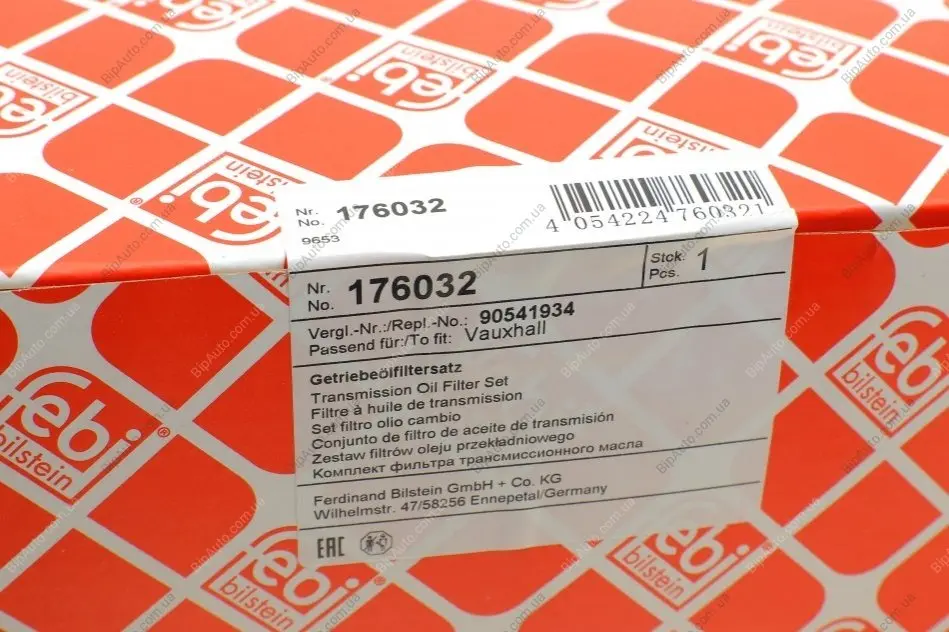 febi
bilstein
Nr.
No. 176032
9653
4 054224 760321
Nr.
No. 176032
Stck.
Pcs. 1
Vergl.-Nr.:/Repl.-No.: 90541934
Passend für:/To fit: Vauxhall
Getriebeölfiltersatz
Transmission Oil Filter Set
Filtre à huile de transmission
Set filtro olio cambio
Conjunto de filtro de aceite de transmisión
Zestaw filtrów oleju przekładniowego
Комплект фильтра трансмиссионного масла
Ferdinand Bilstein GmbH + Co. KG
Wilhelmstr. 47/58256 Ennepetal/Germany
EAC
febi
bilstein
febi
bilstein
febi
bilstein
BipAuto.com.ua